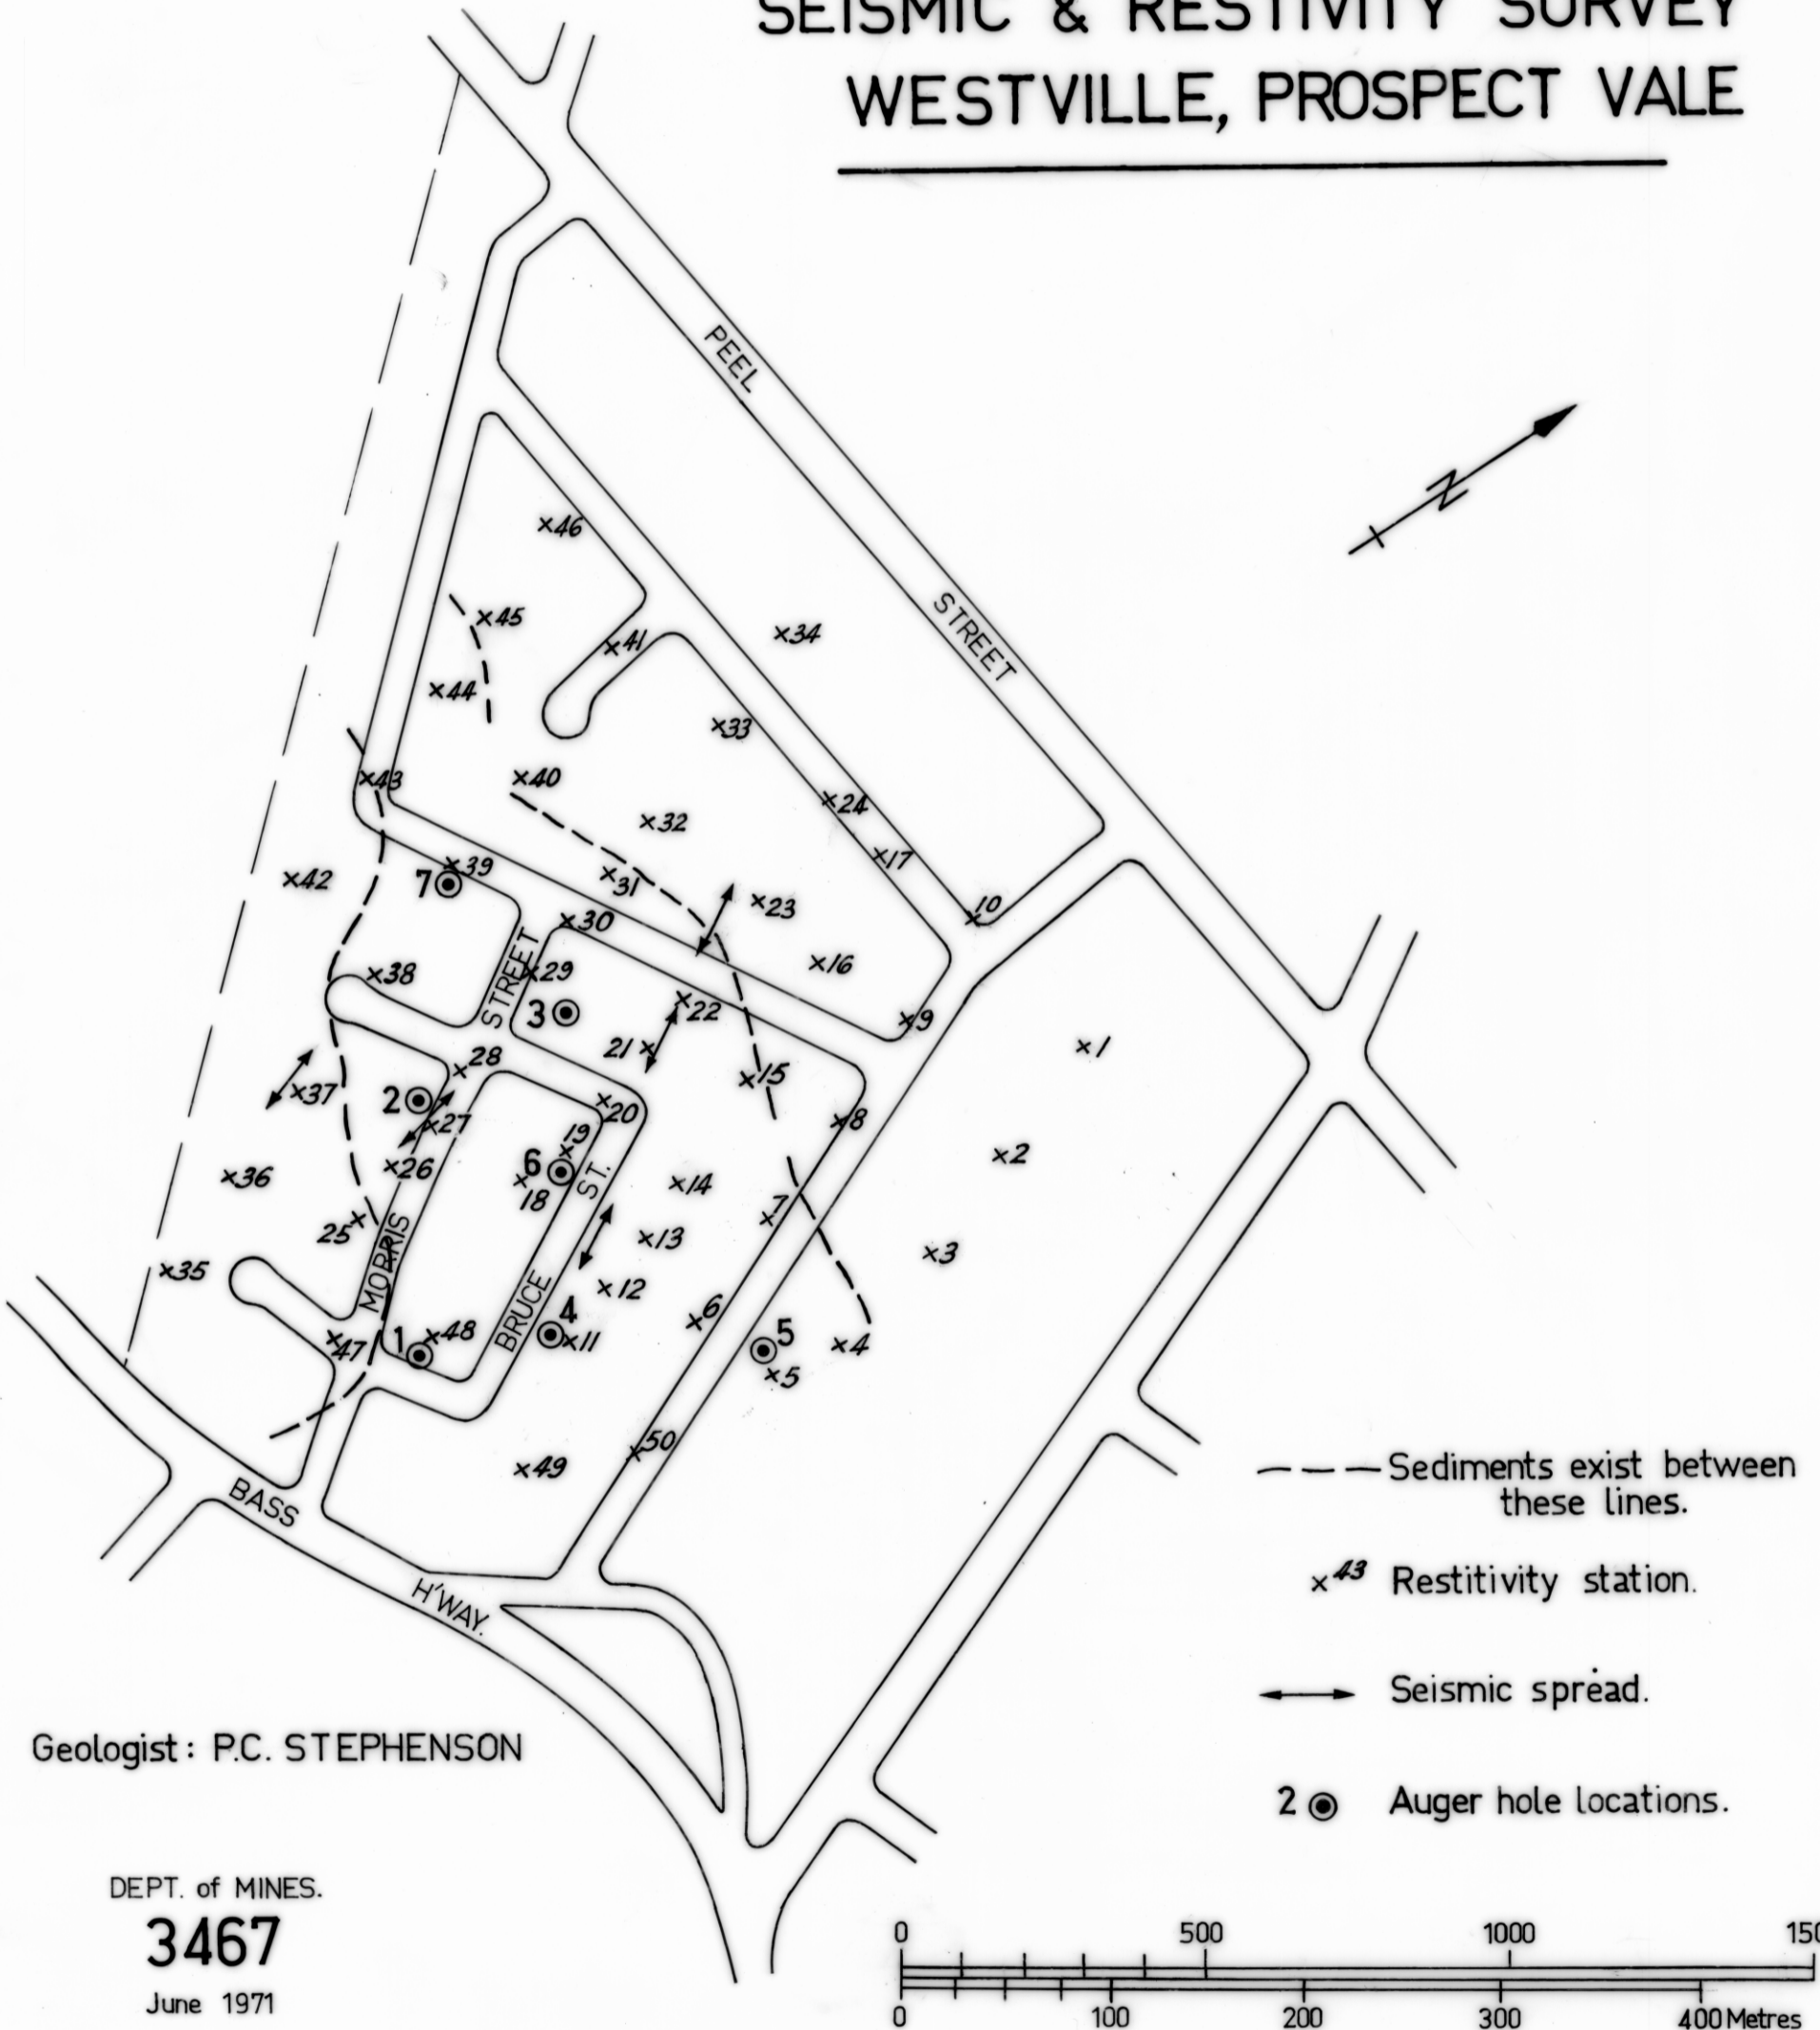 SEISMIC & RESTIVITY SURVEY
WESTVILLE, PROSPECT VALE
PEEL
STREET
N
×46
×45
×41
×34
×44
×33
×43
×40
×24
×32
×17
×39
7
×31
×42
×23
×10
×30
×38
STREET
×29
×16
3
×22
×9
21×
×1
×28
×15
×37
2
×20
×8
×27
19
×2
×26
6
ST.
×14
×36
18
×7
25×
×13
×3
MORRIS
×35
BRUCE
×12
4
×6
×48
×11
5
×47
1
×4
×5
×50
×49
Sediments exist between
these lines.
BASS
×43 Restitivity station.
H'WAY.
Seismic spread.
Geologist: P.C. STEPHENSON
2 Auger hole locations.
DEPT. of MINES.
3467
June 1971
0 500 1000
0 100 200 300 400 Metres